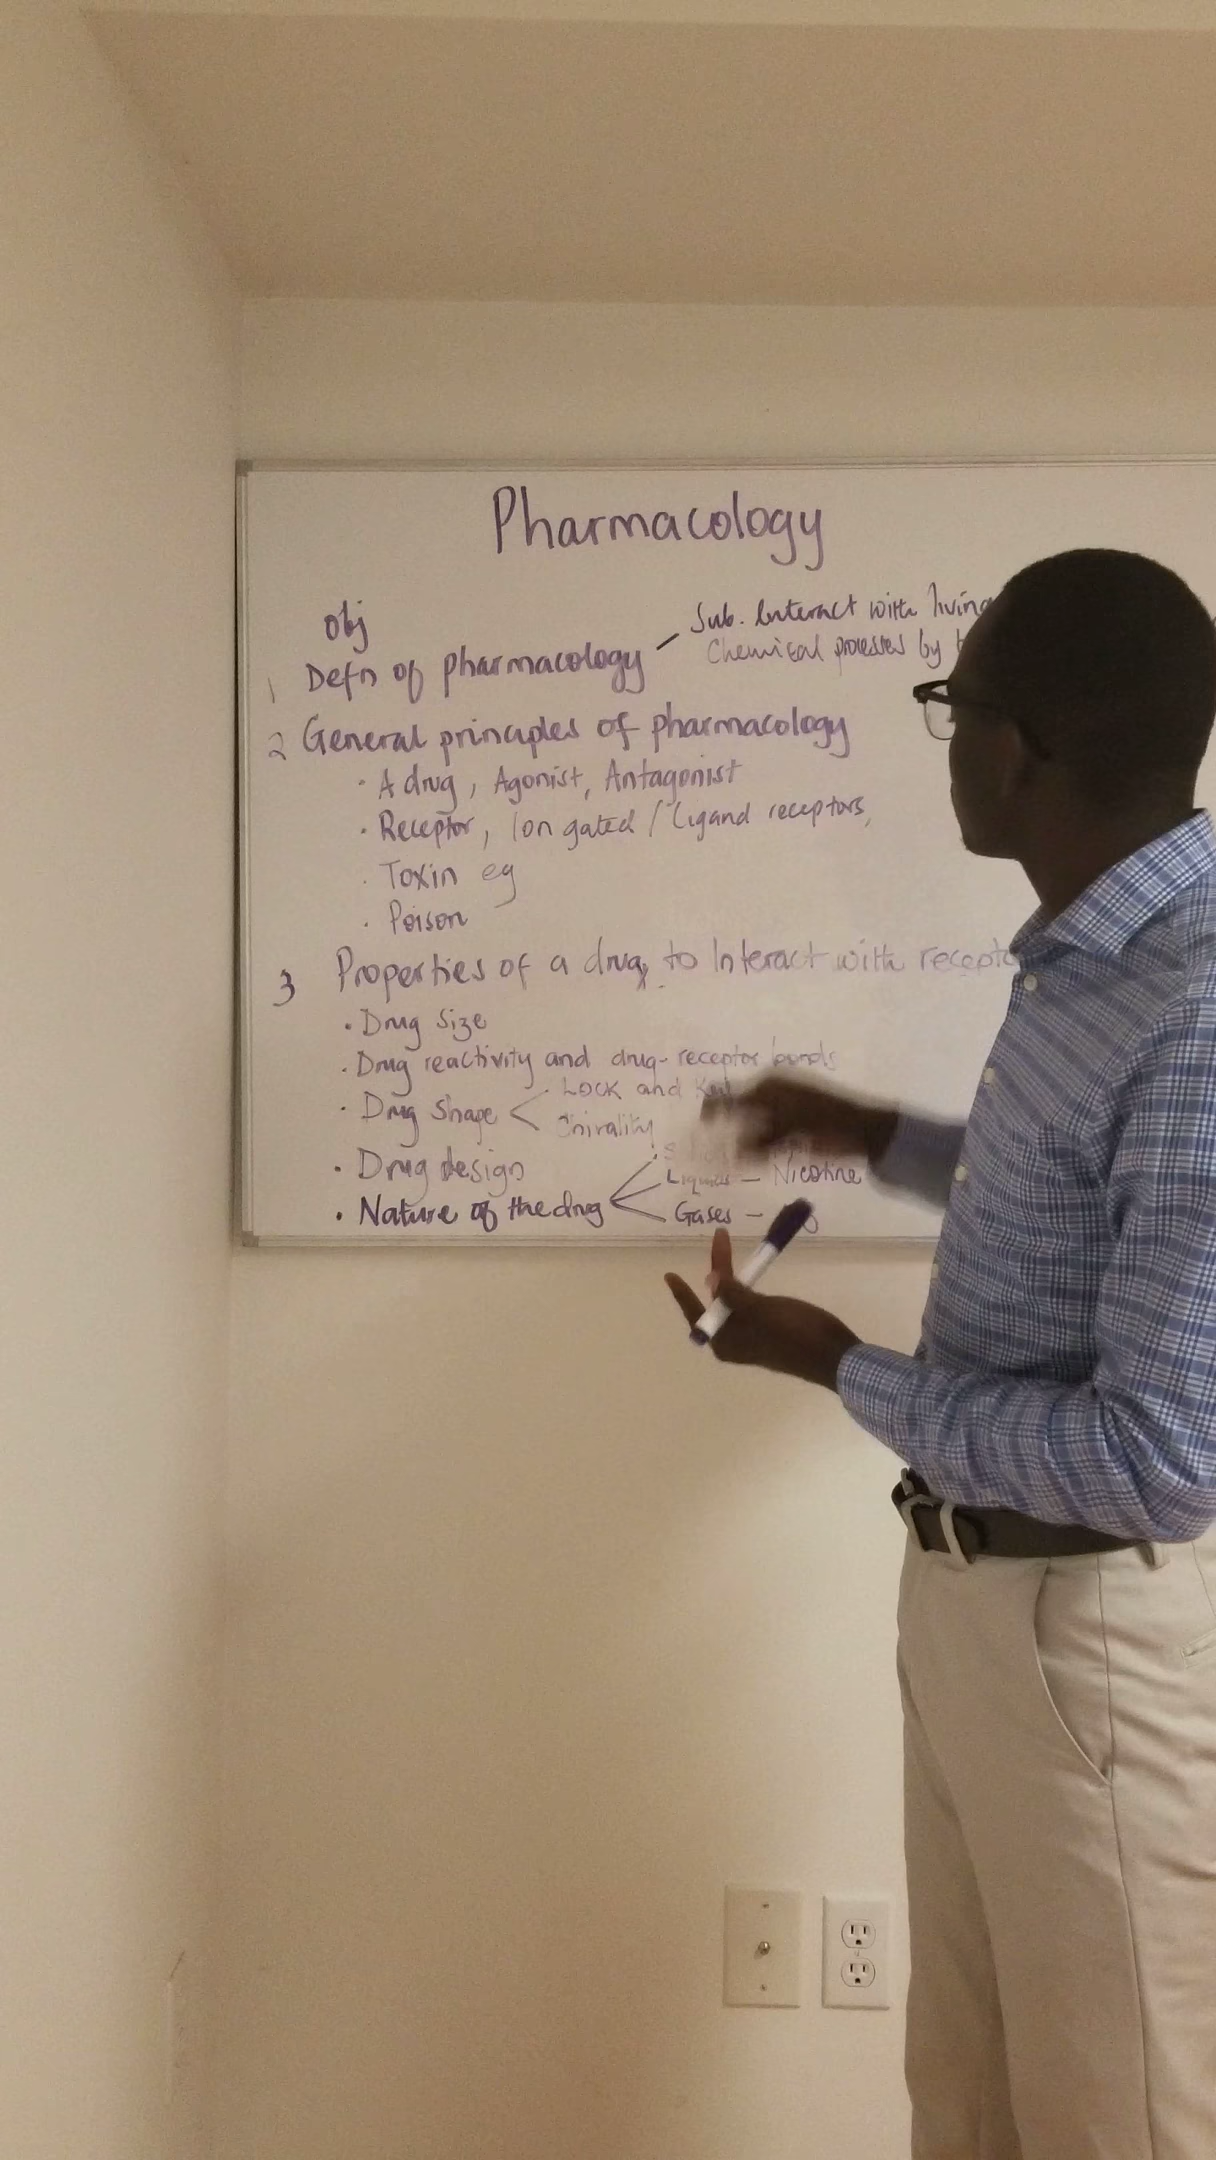 Pharmacology
Obj
Sub. Interact with living
Chemical processes by
1 Defn of pharmacology
2 General principles of pharmacology
· A drug, Agonist, Antagonist
· Receptor, Ion gated / Ligand receptors,
· Toxin eg
· Poison
3 Properties of a drug, to Interact with
· Drug Size
· Drug reactivity and drug-receptor bonds
· Lock and
· Drug shape
Chirality
· Drug design
Liquids – Nicotine
· Nature of the drug
Gases –